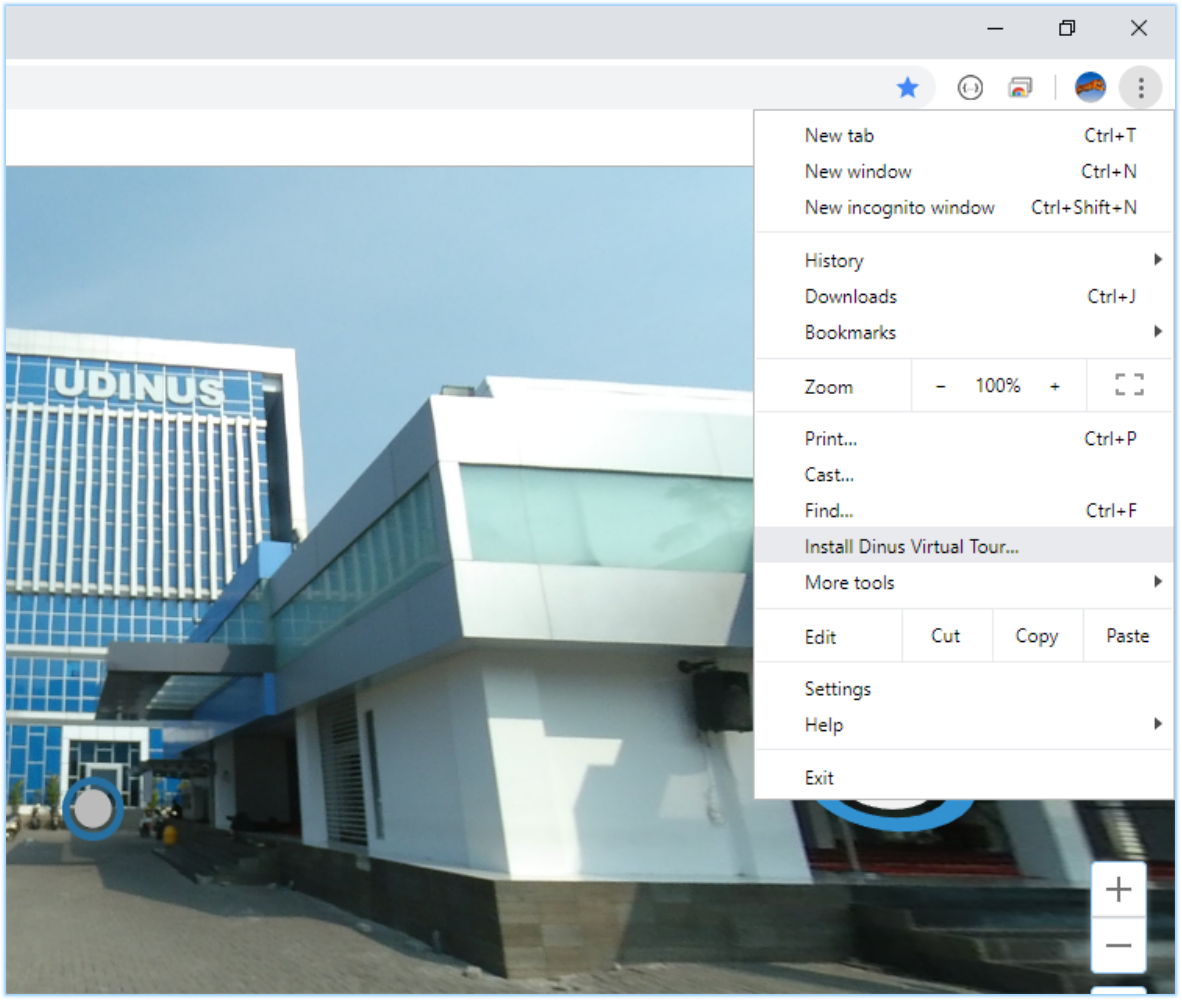 New tab Ctrl+T
New window Ctrl+N
New incognito window Ctrl+Shift+N
History
Downloads Ctrl+J
Bookmarks
Zoom − 100% +
Print... Ctrl+P
Cast...
Find... Ctrl+F
Install Dinus Virtual Tour...
More tools
Edit Cut Copy Paste
Settings
Help
Exit
UDINUS